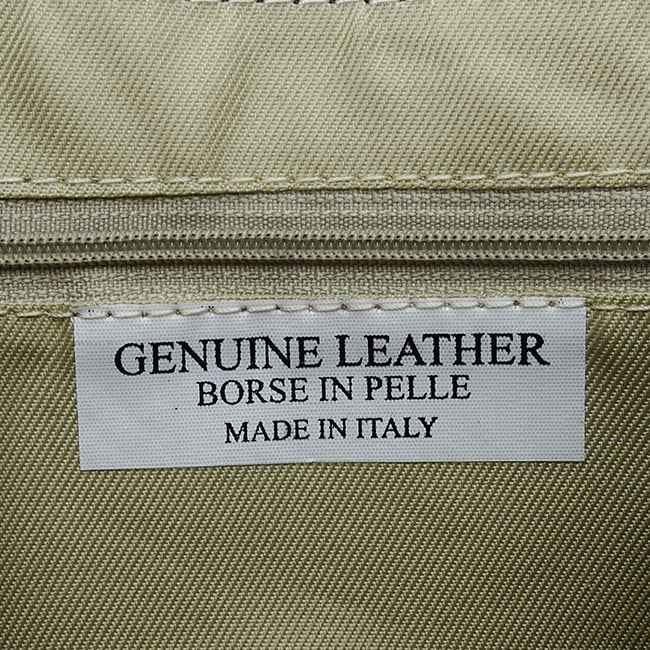 GENUINE LEATHER
BORSE IN PELLE
MADE IN ITALY